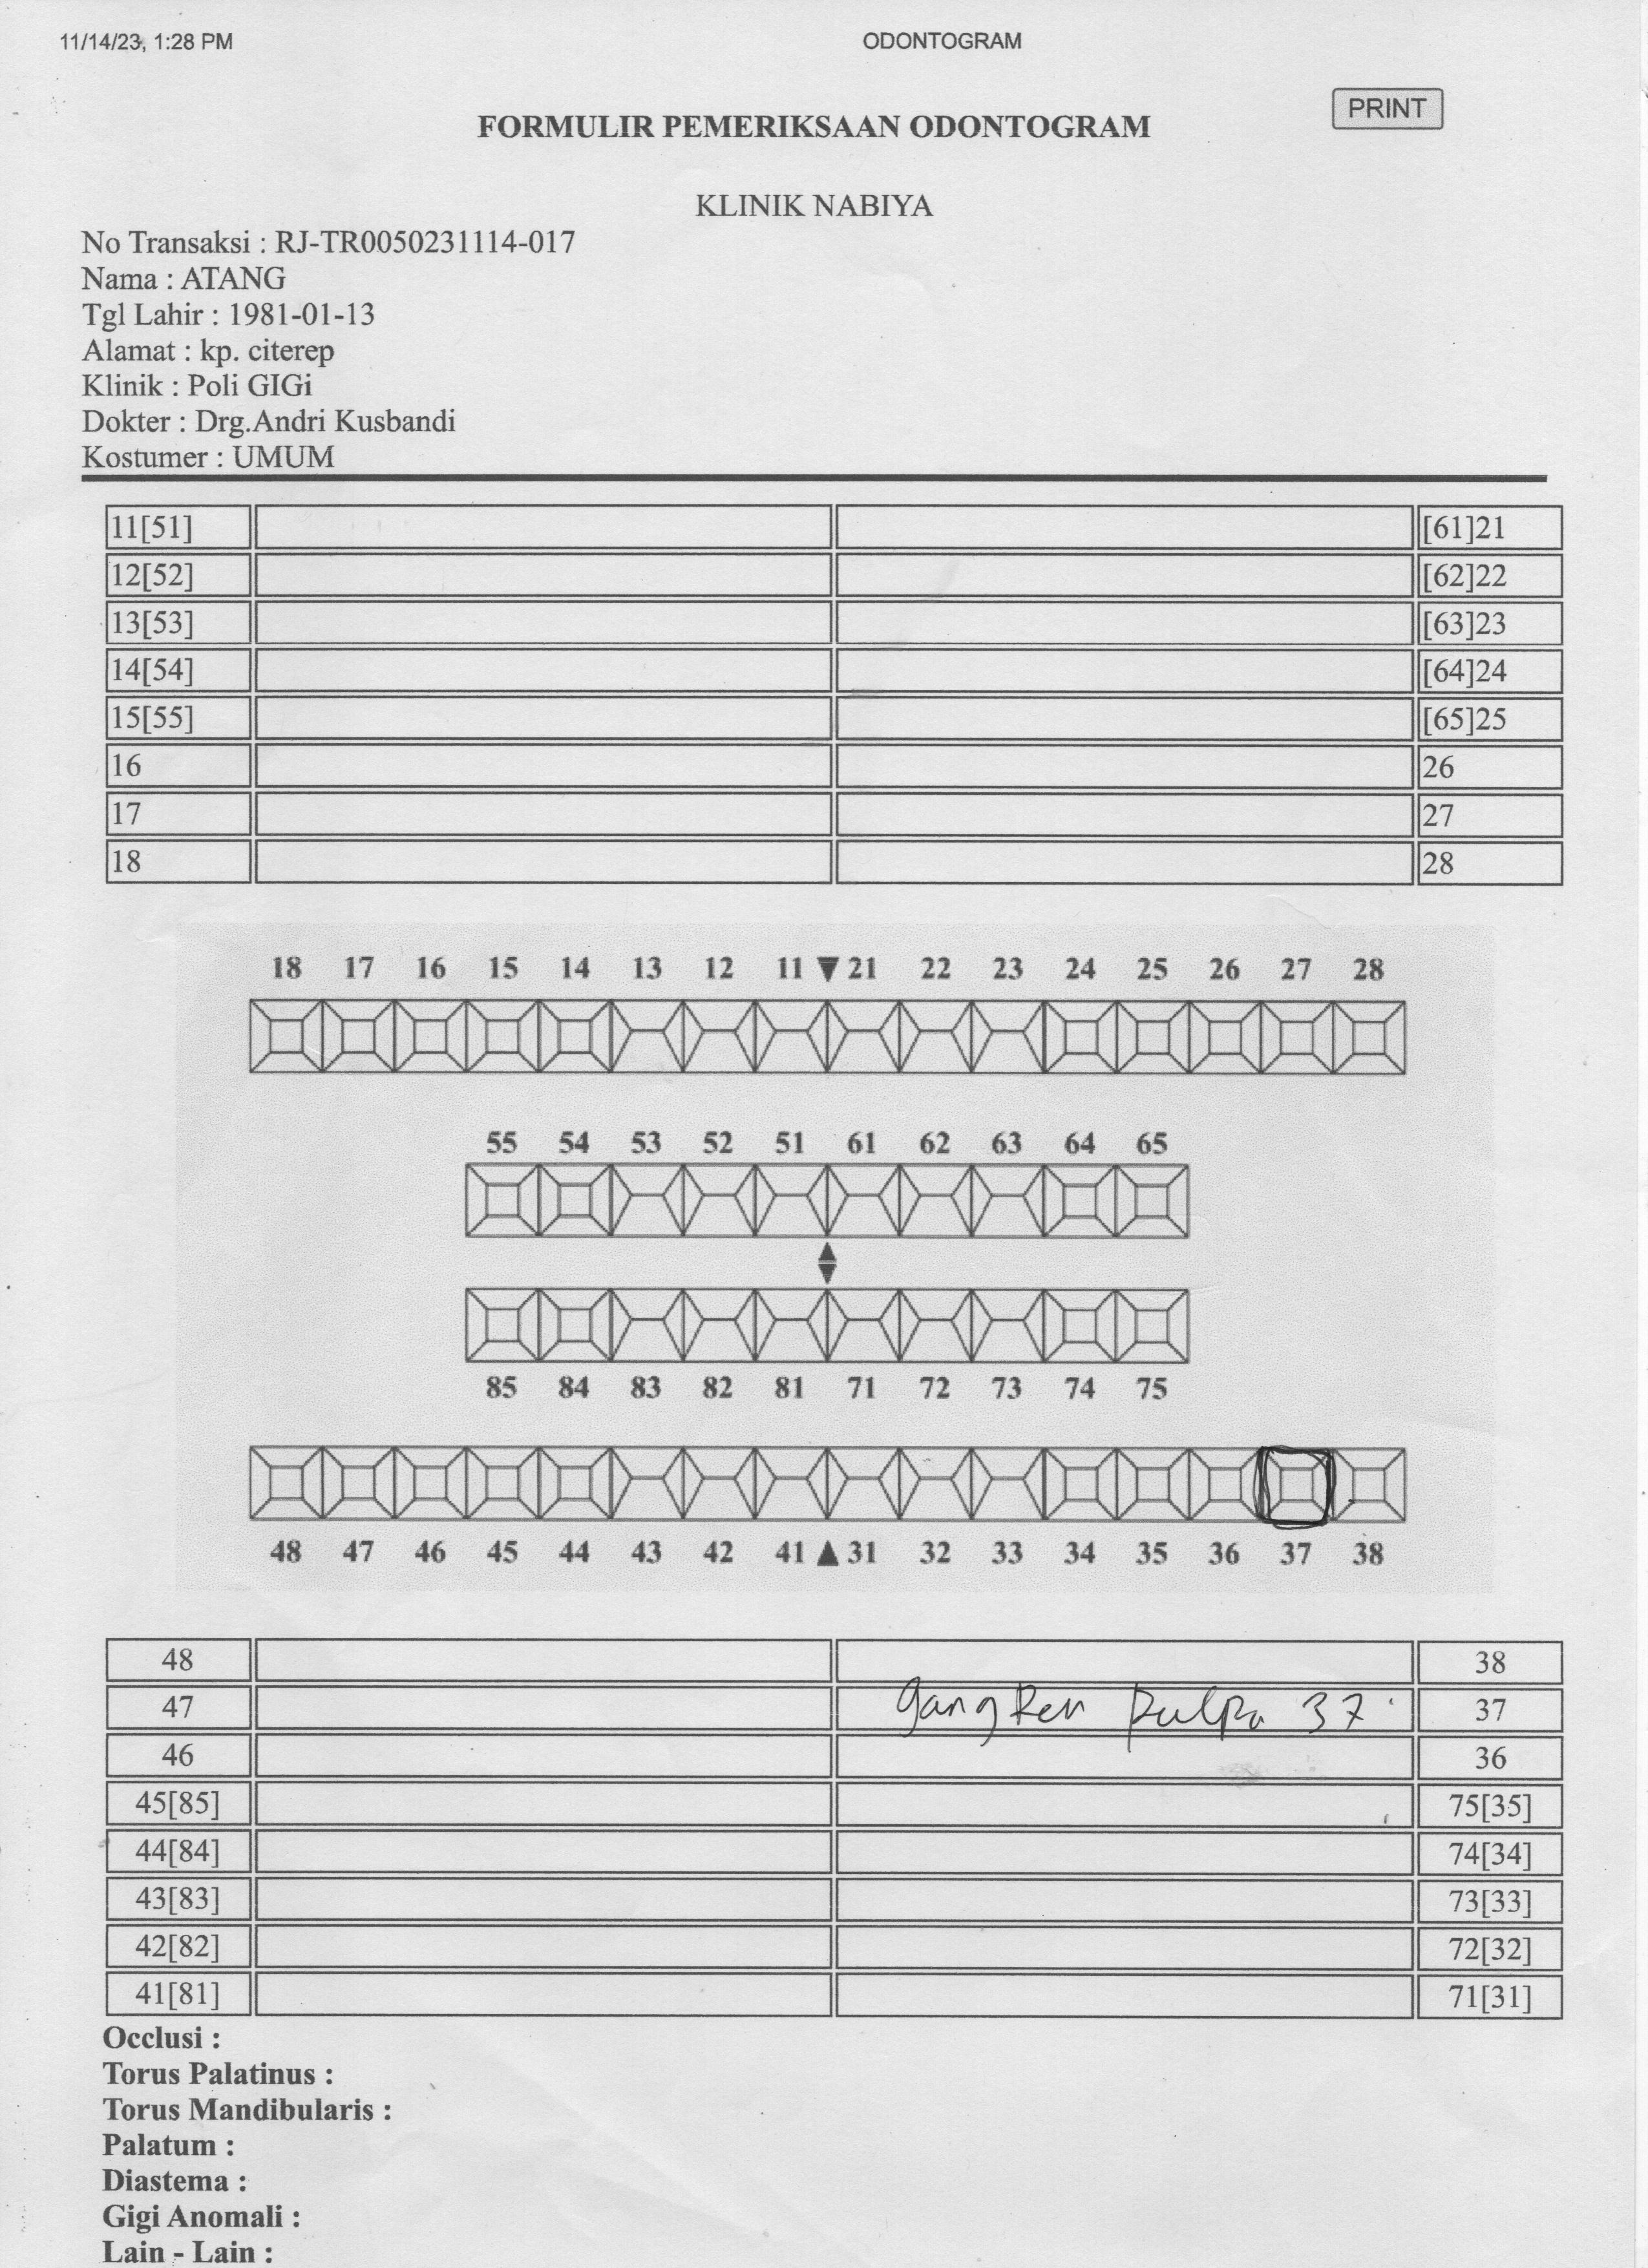 11/14/23, 1:28 PM ODONTOGRAM
PRINT
FORMULIR PEMERIKSAAN ODONTOGRAM
KLINIK NABIYA
No Transaksi : RJ-TR0050231114-017
Nama : ATANG
Tgl Lahir : 1981-01-13
Alamat : kp. citerep
Klinik : Poli GIGi
Dokter : Drg.Andri Kusbandi
Kostumer : UMUM
11[51] [61]21
12[52] [62]22
13[53] [63]23
14[54] [64]24
15[55] [65]25
16 26
17 27
18 28
18 17 16 15 14 13 12 11 ▼ 21 22 23 24 25 26 27 28
55 54 53 52 51 61 62 63 64 65
85 84 83 82 81 71 72 73 74 75
48 47 46 45 44 43 42 41 ▲ 31 32 33 34 35 36 37 38
48 38
47 gangren pulpa 37 37
46 36
45[85] 75[35]
44[84] 74[34]
43[83] 73[33]
42[82] 72[32]
41[81] 71[31]
Occlusi :
Torus Palatinus :
Torus Mandibularis :
Palatum :
Diastema :
Gigi Anomali :
Lain - Lain :